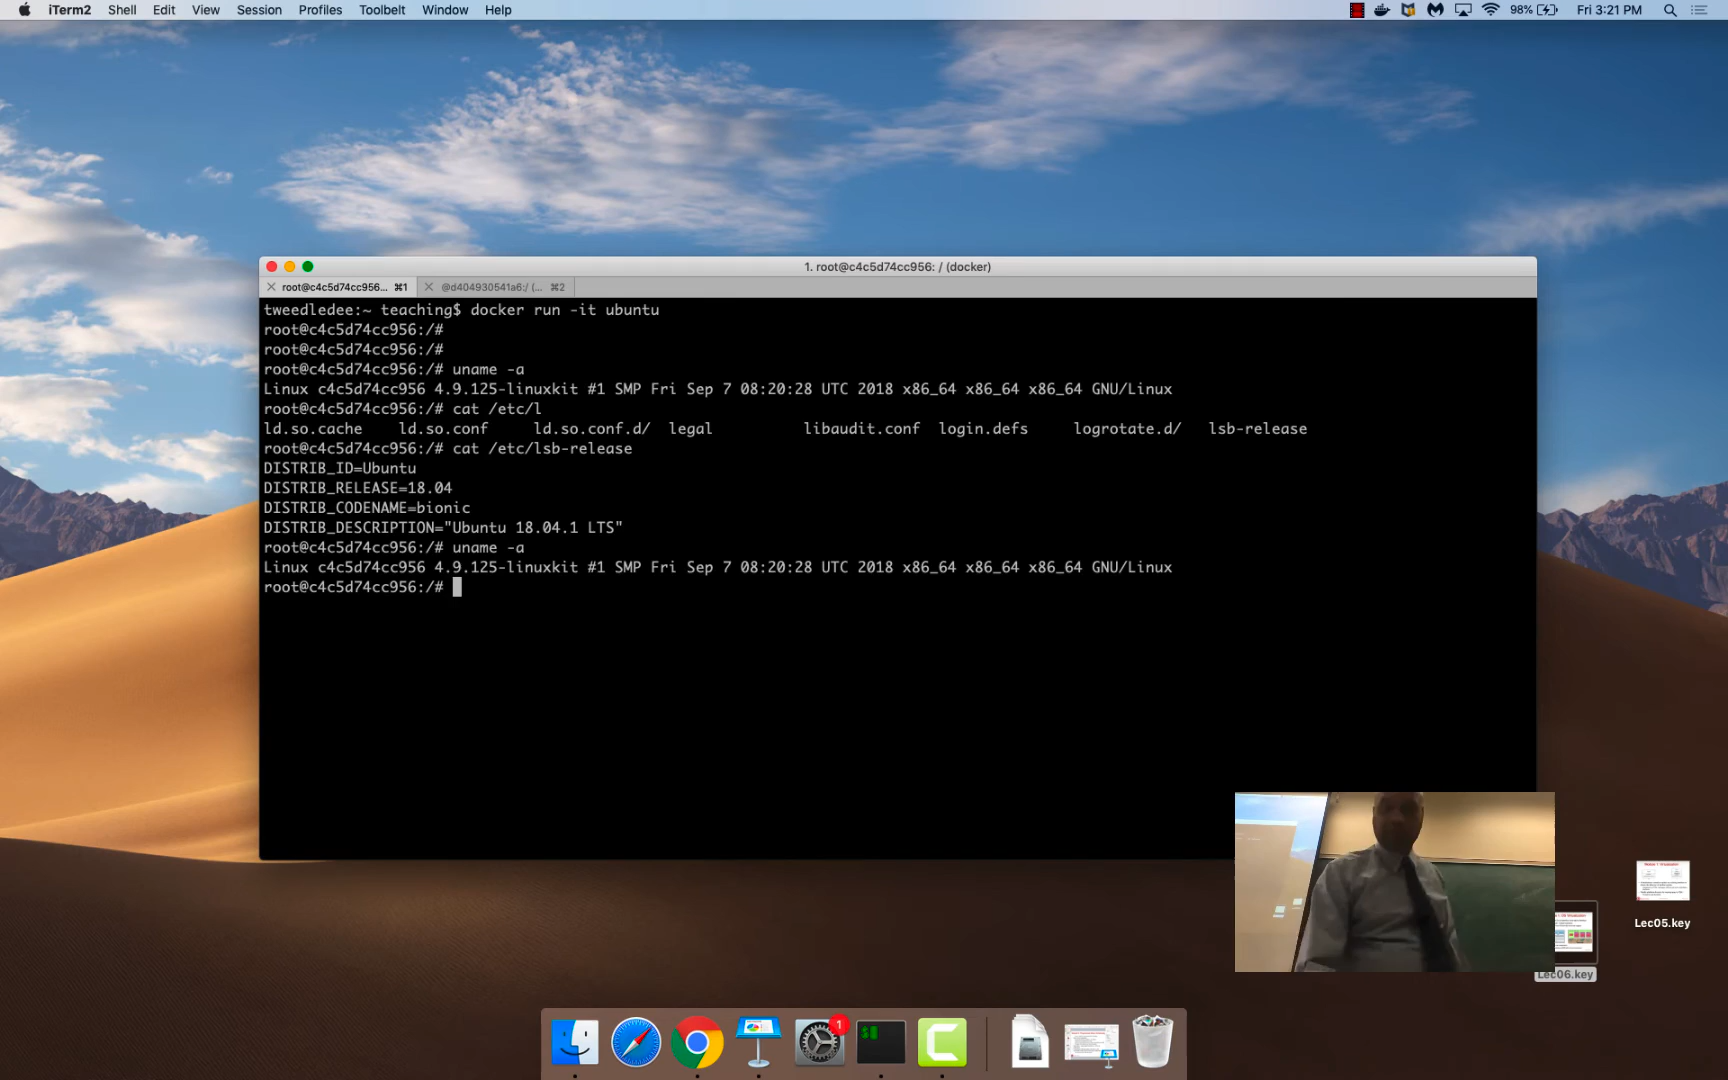 iTerm2 Shell Edit View Session Profiles Toolbelt Window Help 98% Fri 3:21 PM
1. root@c4c5d74cc956: / (docker)
root@c4c5d74cc956... ⌘1 @d404930541a6:/ (... ⌘2
tweedledee:~ teaching$ docker run -it ubuntu
root@c4c5d74cc956:/#
root@c4c5d74cc956:/#
root@c4c5d74cc956:/# uname -a
Linux c4c5d74cc956 4.9.125-linuxkit #1 SMP Fri Sep 7 08:20:28 UTC 2018 x86_64 x86_64 x86_64 GNU/Linux
root@c4c5d74cc956:/# cat /etc/l
ld.so.cache ld.so.conf ld.so.conf.d/ legal libaudit.conf login.defs logrotate.d/ lsb-release
root@c4c5d74cc956:/# cat /etc/lsb-release
DISTRIB_ID=Ubuntu
DISTRIB_RELEASE=18.04
DISTRIB_CODENAME=bionic
DISTRIB_DESCRIPTION="Ubuntu 18.04.1 LTS"
root@c4c5d74cc956:/# uname -a
Linux c4c5d74cc956 4.9.125-linuxkit #1 SMP Fri Sep 7 08:20:28 UTC 2018 x86_64 x86_64 x86_64 GNU/Linux
root@c4c5d74cc956:/#
Lec05.key
Lec06.key
1
$